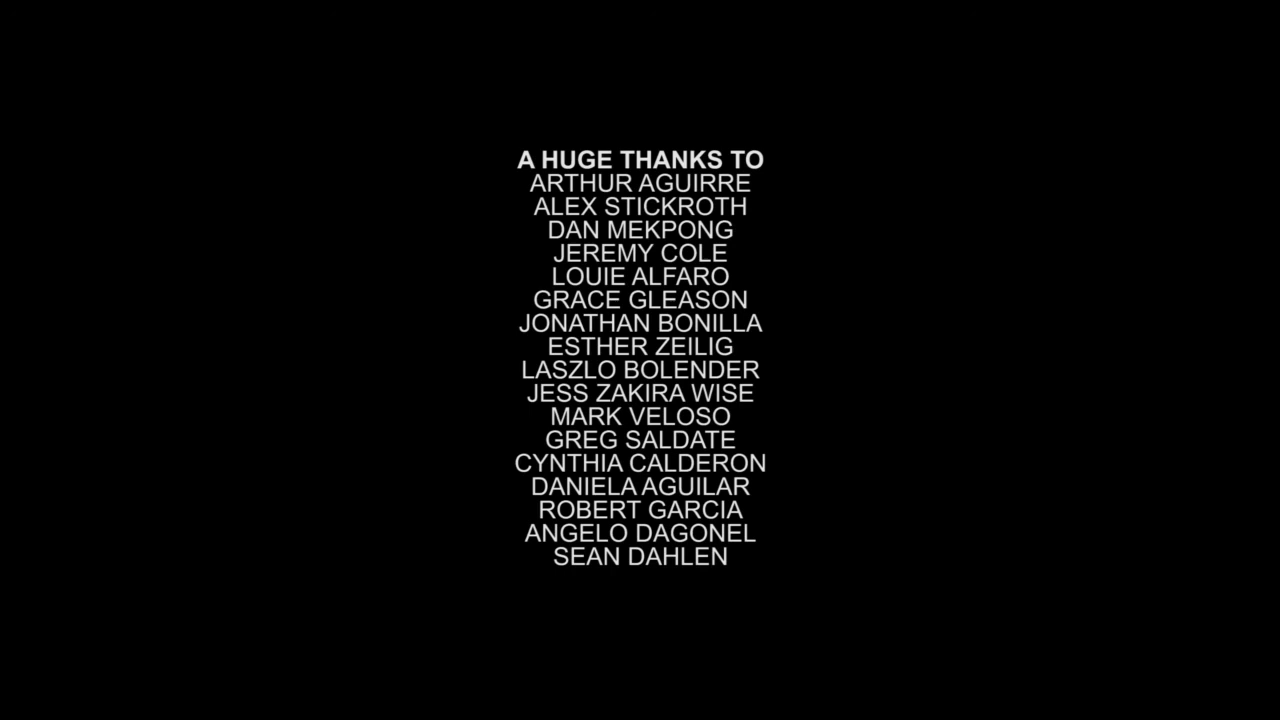 A HUGE THANKS TO
ARTHUR AGUIRRE
ALEX STICKROTH
DAN MEKPONG
JEREMY COLE
LOUIE ALFARO
GRACE GLEASON
JONATHAN BONILLA
ESTHER ZEILIG
LASZLO BOLENDER
JESS ZAKIRA WISE
MARK VELOSO
GREG SALDATE
CYNTHIA CALDERON
DANIELA AGUILAR
ROBERT GARCIA
ANGELO DAGONEL
SEAN DAHLEN